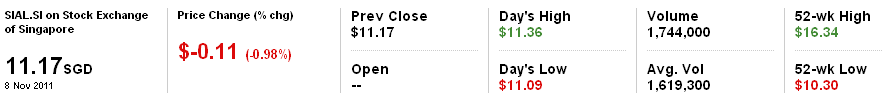 SIAL.SI on Stock Exchange
of Singapore
11.17SGD
8 Nov 2011
Price Change (% chg)
$-0.11 (-0.98%)
Prev Close
$11.17
Open
--
Day's High
$11.36
Day's Low
$11.09
Volume
1,744,000
Avg. Vol
1,619,300
52-wk High
$16.34
52-wk Low
$10.30